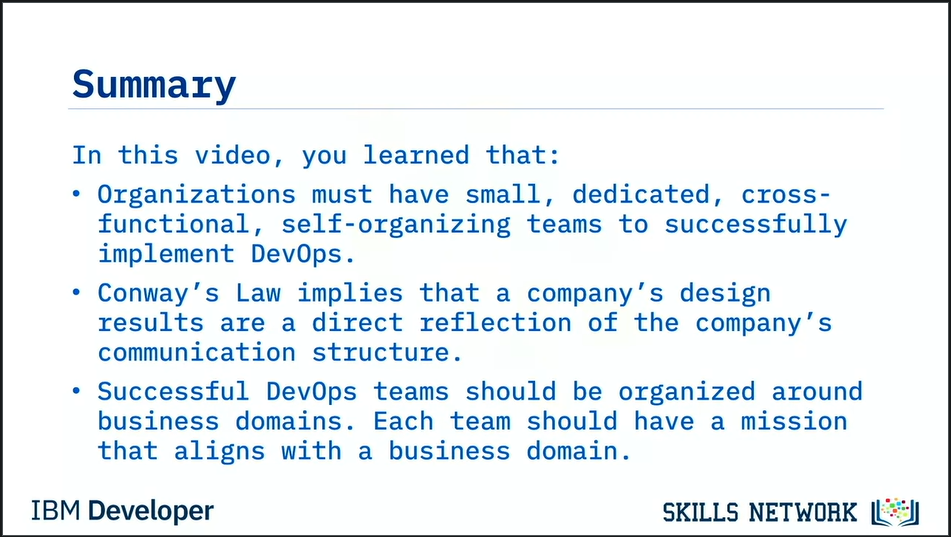 Summary
In this video, you learned that:
• Organizations must have small, dedicated, cross-
functional, self-organizing teams to successfully
implement DevOps.
• Conway’s Law implies that a company’s design
results are a direct reflection of the company’s
communication structure.
• Successful DevOps teams should be organized around
business domains. Each team should have a mission
that aligns with a business domain.
IBM Developer
SKILLS NETWORK